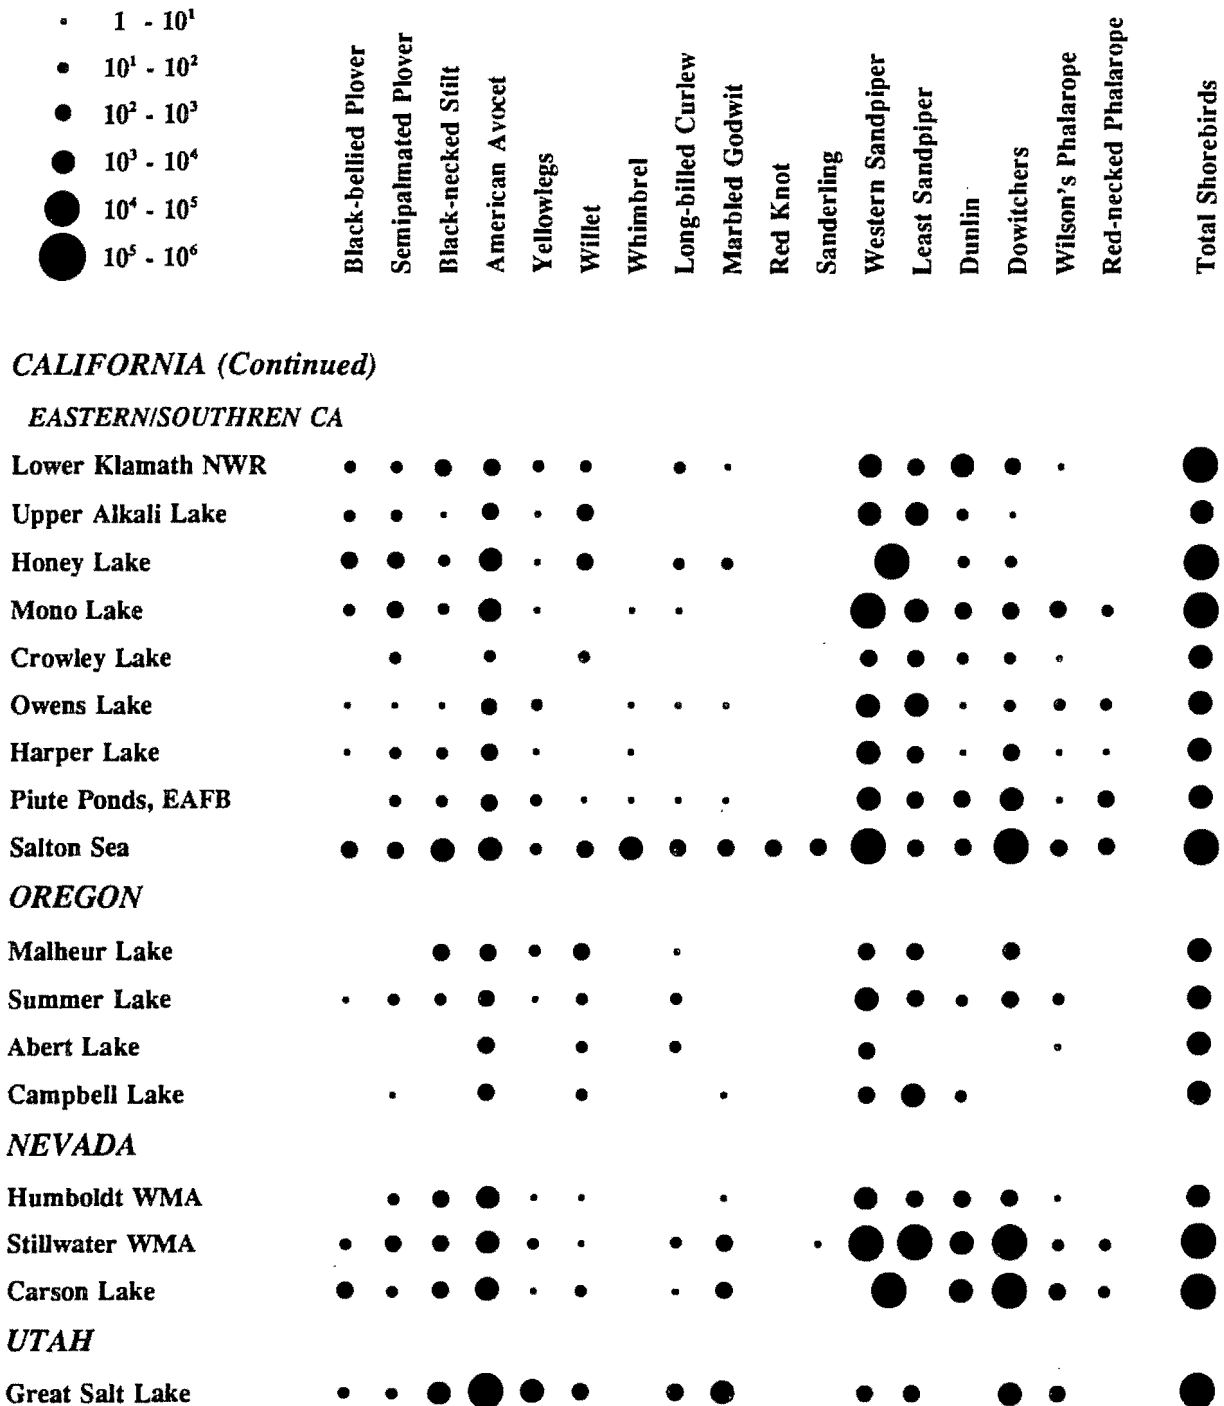 1 - 10¹
10¹ - 10²
10² - 10³
10³ - 10⁴
10⁴ - 10⁵
10⁵ - 10⁶
Black-bellied Plover
Semipalmated Plover
Black-necked Stilt
American Avocet
Yellowlegs
Willet
Whimbrel
Long-billed Curlew
Marbled Godwit
Red Knot
Sanderling
Western Sandpiper
Least Sandpiper
Dunlin
Dowitchers
Wilson's Phalarope
Red-necked Phalarope
Total Shorebirds
CALIFORNIA (Continued)
EASTERN/SOUTHREN CA
Lower Klamath NWR
Upper Alkali Lake
Honey Lake
Mono Lake
Crowley Lake
Owens Lake
Harper Lake
Piute Ponds, EAFB
Salton Sea
OREGON
Malheur Lake
Summer Lake
Abert Lake
Campbell Lake
NEVADA
Humboldt WMA
Stillwater WMA
Carson Lake
UTAH
Great Salt Lake